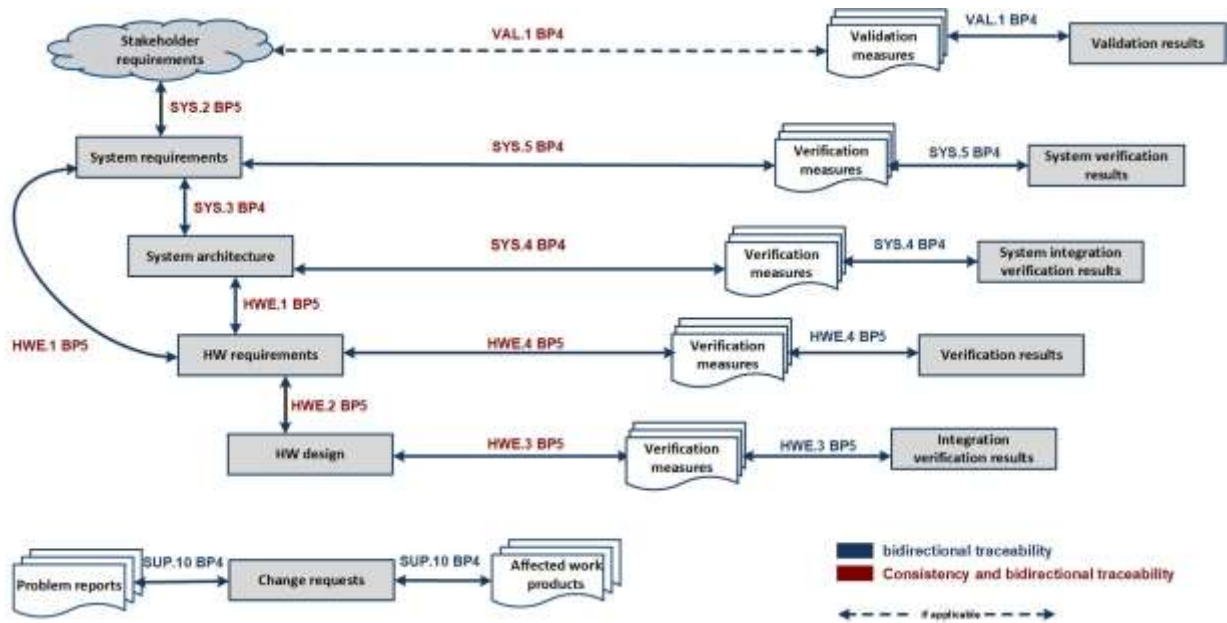 Stakeholder
requirements
VAL.1 BP4
Validation
measures
VAL.1 BP4
Validation results
SYS.2 BP5
System requirements
SYS.5 BP4
Verification
measures
SYS.5 BP4
System verification
results
SYS.3 BP4
System architecture
SYS.4 BP4
Verification
measures
SYS.4 BP4
System integration
verification results
HWE.1 BP5
HWE.1 BP5
HW requirements
HWE.4 BP5
Verification
measures
HWE.4 BP5
Verification results
HWE.2 BP5
HW design
HWE.3 BP5
Verification
measures
HWE.3 BP5
Integration
verification results
Problem reports
SUP.10 BP4
Change requests
SUP.10 BP4
Affected work
products
bidirectional traceability
Consistency and bidirectional traceability
If applicable